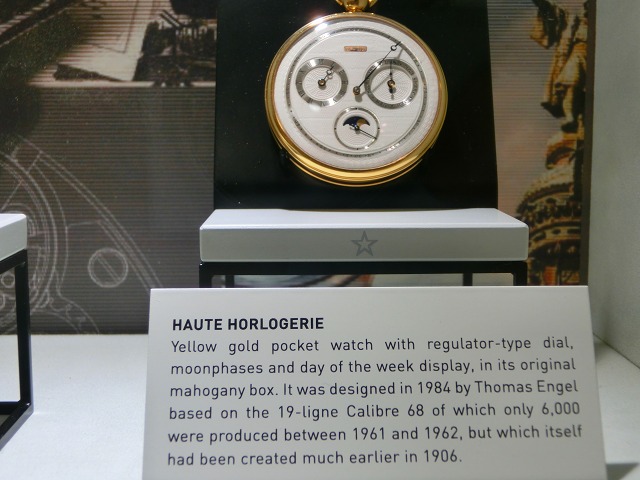 HAUTE HORLOGERIE
Yellow gold pocket watch with regulator-type dial,
moonphases and day of the week display, in its original
mahogany box. It was designed in 1984 by Thomas Engel
based on the 19-ligne Calibre 68 of which only 6,000
were produced between 1961 and 1962, but which itself
had been created much earlier in 1906.